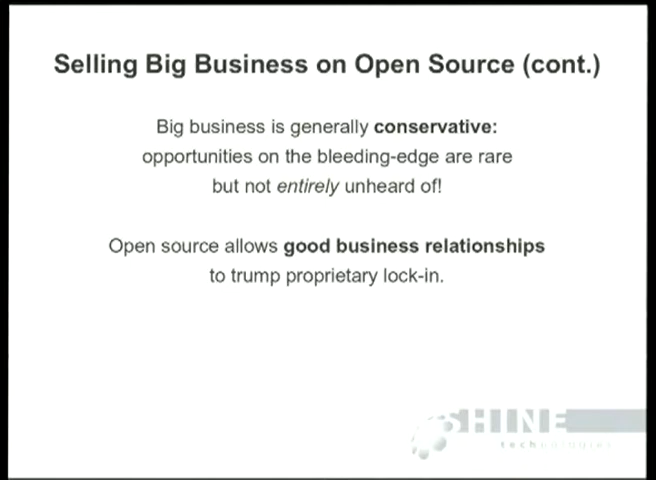 Selling Big Business on Open Source (cont.)
Big business is generally conservative:
opportunities on the bleeding-edge are rare
but not entirely unheard of!
Open source allows good business relationships
to trump proprietary lock-in.
SHINE
technologies